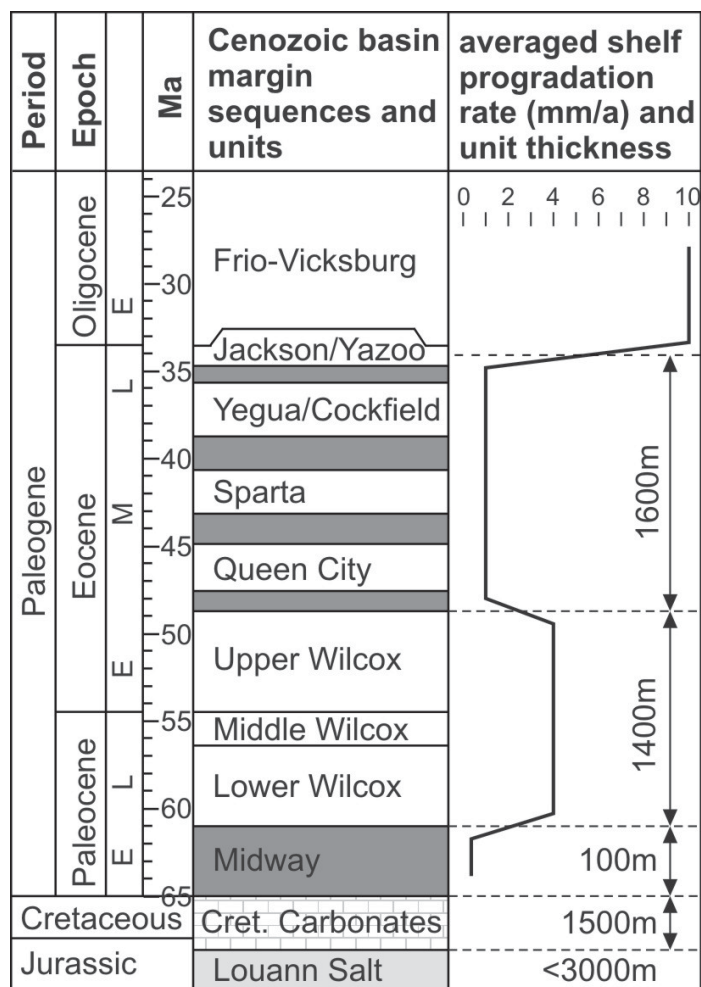 Period
Epoch
Ma
Cenozoic basin
margin
sequences and
units
averaged shelf
progradation
rate (mm/a) and
unit thickness
0 2 4 6 8 10
Paleogene
Oligocene
E
Eocene
L
M
E
Paleocene
L
E
25
30
35
40
45
50
55
60
65
Frio-Vicksburg
Jackson/Yazoo
Yegua/Cockfield
Sparta
Queen City
Upper Wilcox
Middle Wilcox
Lower Wilcox
Midway
1600m
1400m
100m
Cretaceous
Cret. Carbonates
1500m
Jurassic
Louann Salt
<3000m